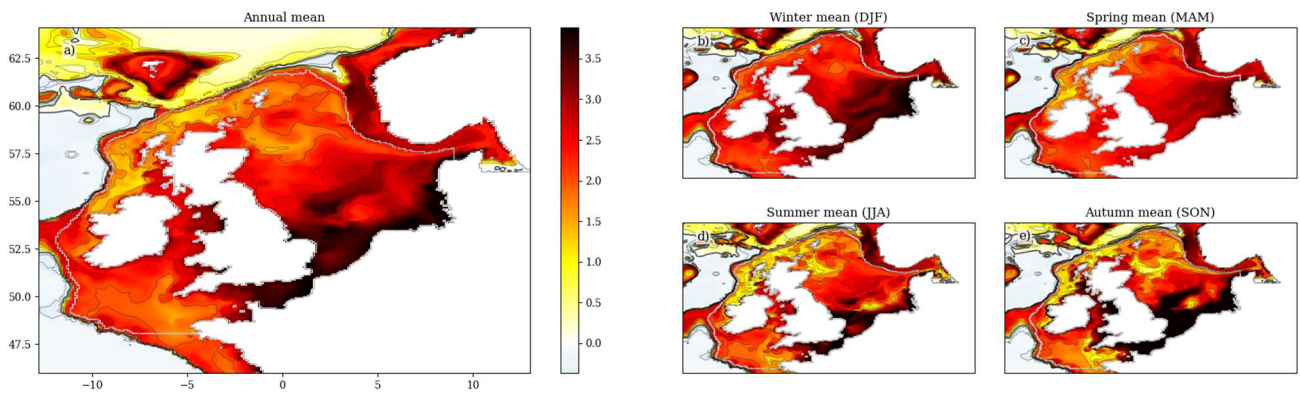 Annual mean
a)
62.5
60.0
57.5
55.0
52.5
50.0
47.5
−10
−5
0
5
10
3.5
3.0
2.5
2.0
1.5
1.0
0.5
0.0
Winter mean (DJF)
b)
Spring mean (MAM)
c)
Summer mean (JJA)
d)
Autumn mean (SON)
e)